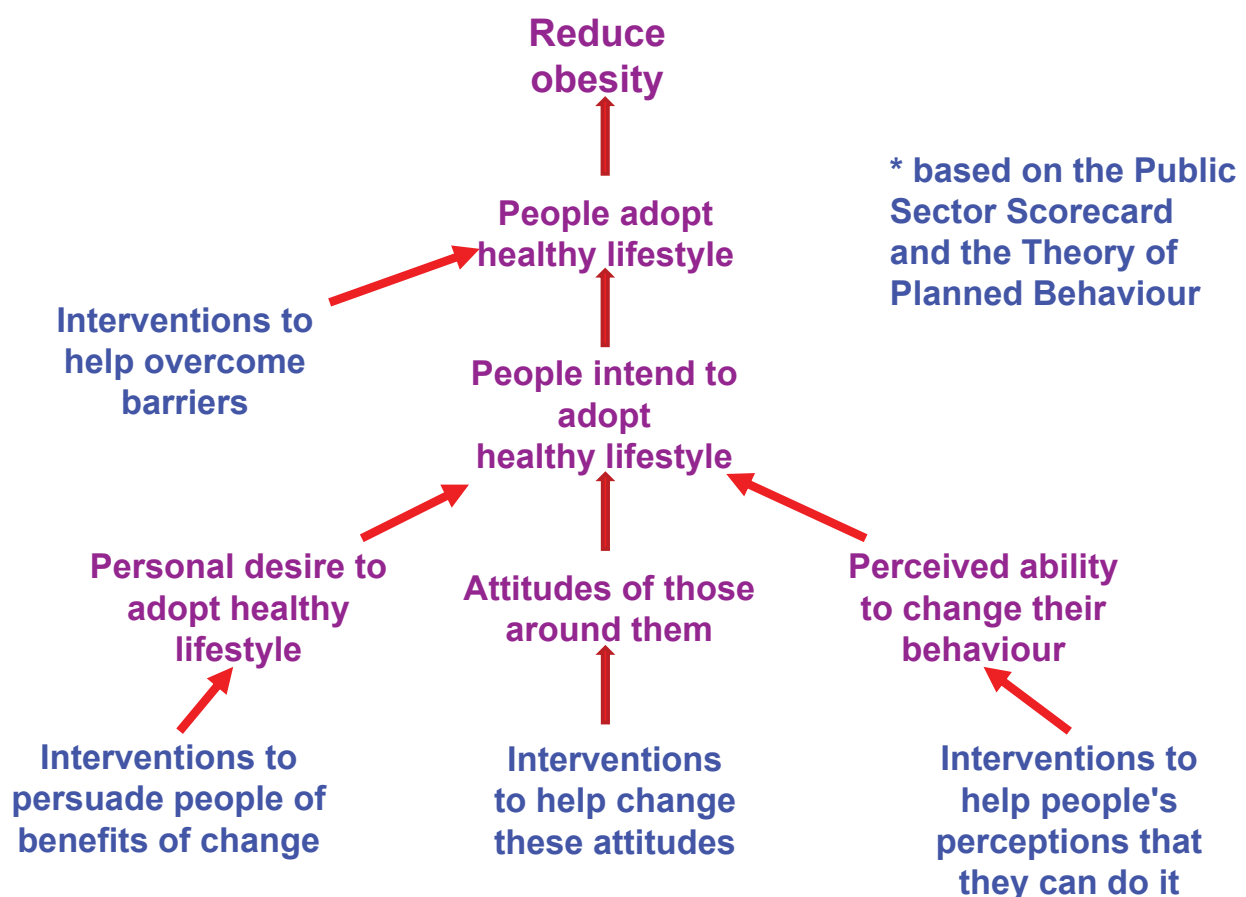 Reduce
obesity
* based on the Public
Sector Scorecard
and the Theory of
Planned Behaviour
People adopt
healthy lifestyle
Interventions to
help overcome
barriers
People intend to
adopt
healthy lifestyle
Personal desire to
adopt healthy
lifestyle
Attitudes of those
around them
Perceived ability
to change their
behaviour
Interventions to
persuade people of
benefits of change
Interventions
to help change
these attitudes
Interventions to
help people's
perceptions that
they can do it